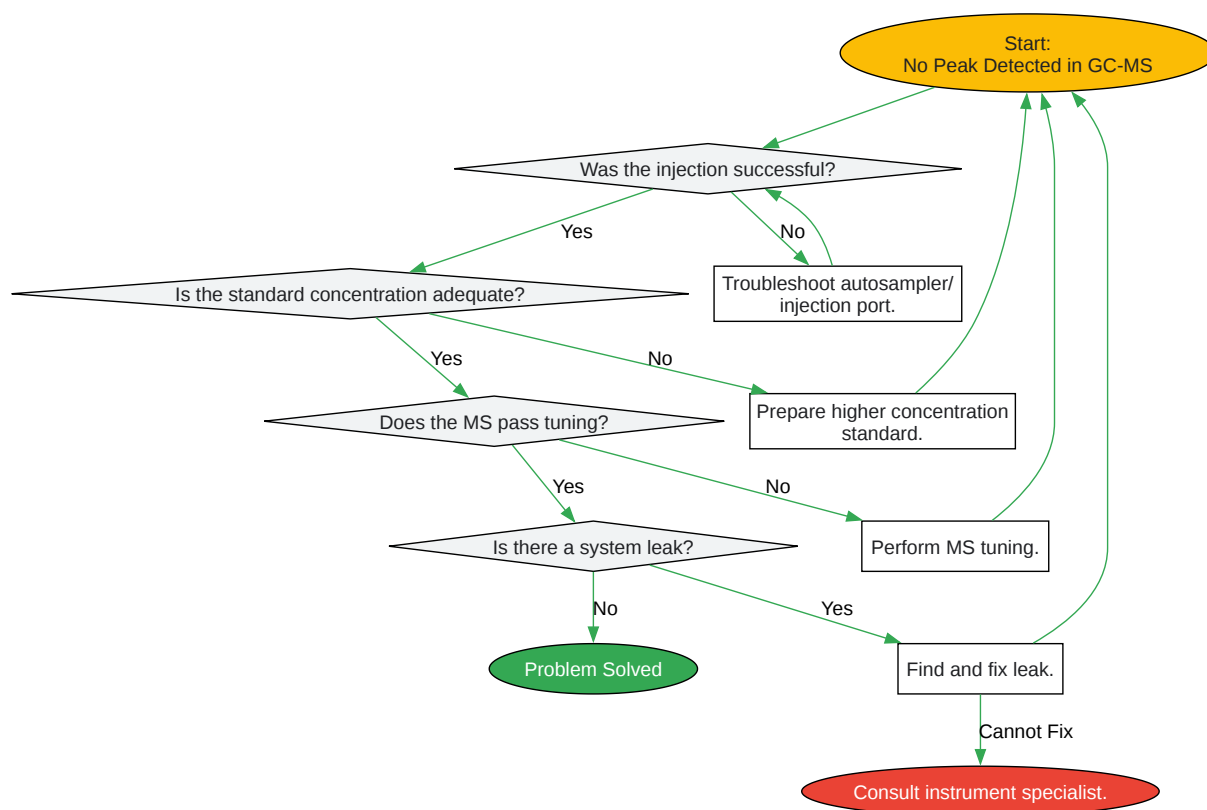 Start:
No Peak Detected in GC-MS
Was the injection successful?
Yes
No
Troubleshoot autosampler/
injection port.
Is the standard concentration adequate?
Yes
No
Prepare higher concentration
standard.
Does the MS pass tuning?
Yes
No
Perform MS tuning.
Is there a system leak?
No
Yes
Problem Solved
Find and fix leak.
Cannot Fix
Consult instrument specialist.